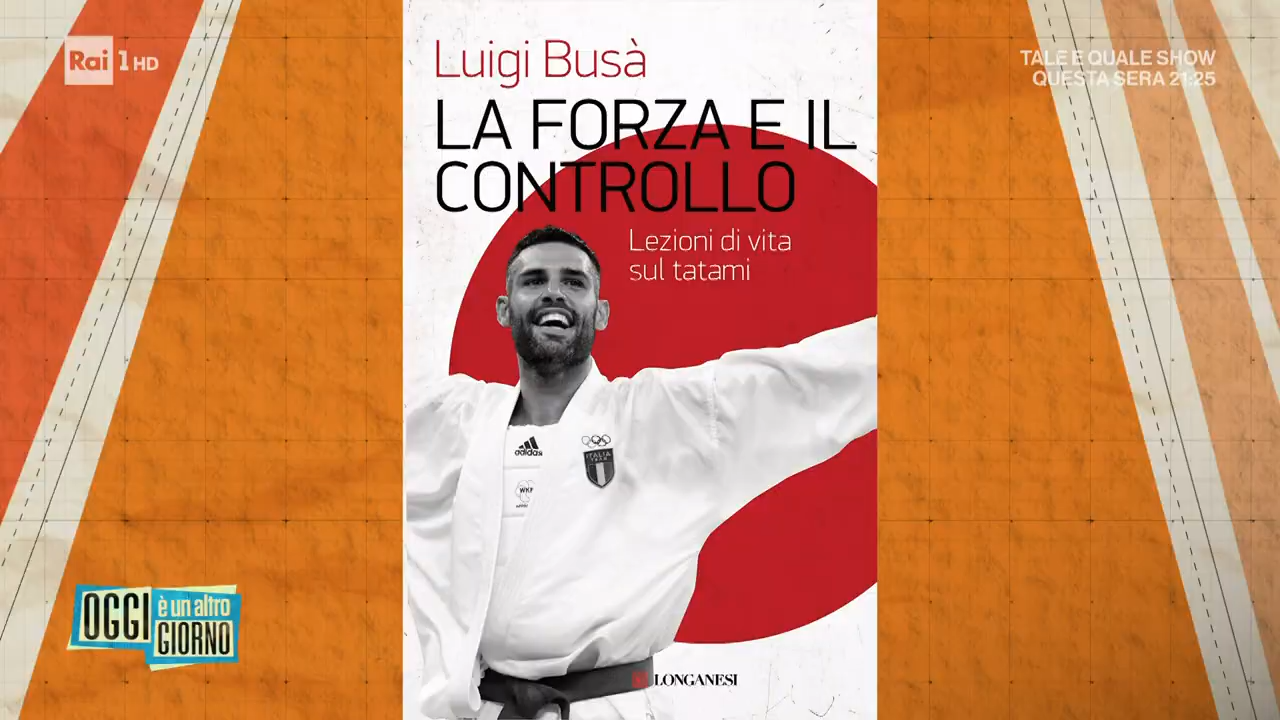 Rai 1 HD
TALE E QUALE SHOW
QUESTA SERA 21:25
Luigi Busà
LA FORZA E IL
CONTROLLO
Lezioni di vita
sul tatami
adidas
ITALIA
TEAM
WKF
LONGANESI
OGGI
è un altro
GIORNO